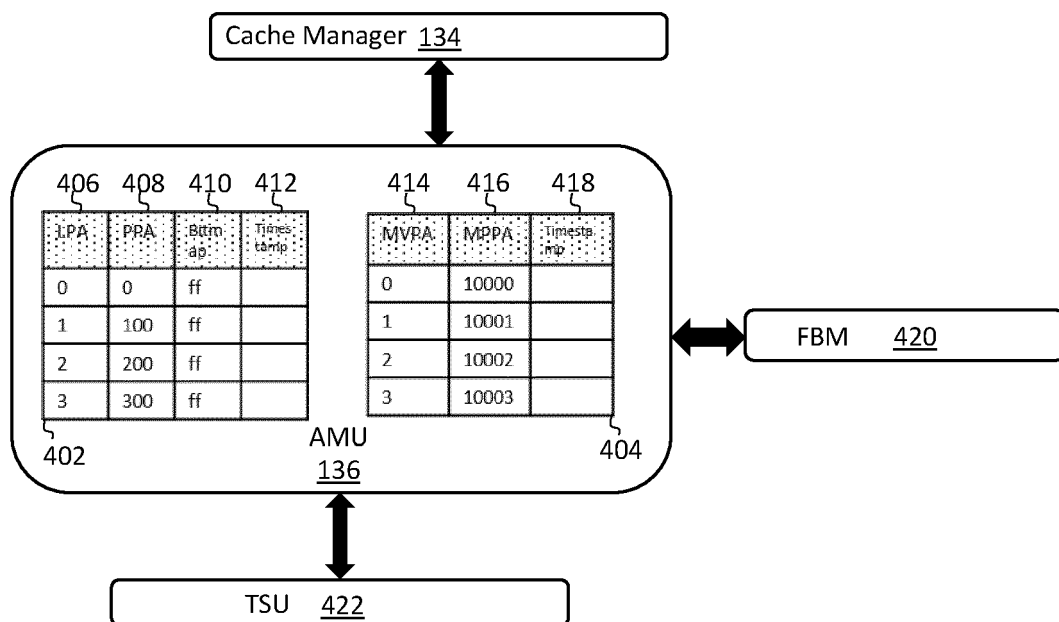 Cache Manager 134
406 408 410 412 414 416 418
LPA PPA Bitm Times MVPA MPPA Timesta
ap tamp mp
0 0 ff 0 10000
1 100 ff 1 10001
2 200 ff 2 10002
3 300 ff 3 10003
FBM 420
402 AMU 404
136
TSU 422